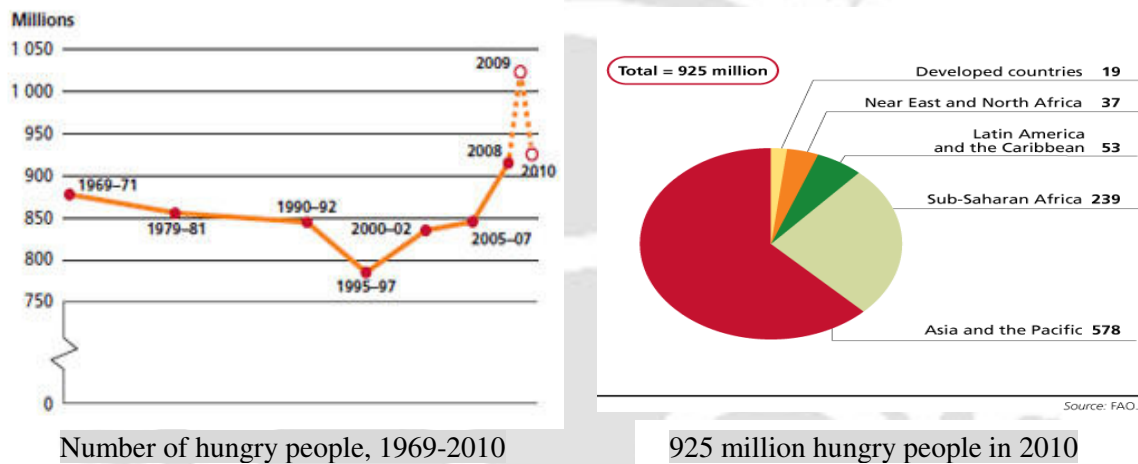 Millions
1 050
1 000
950
900
850
800
750
0
1969–71
1979–81
1990–92
1995–97
2000–02
2005–07
2008
2009
2010
Number of hungry people, 1969-2010
Total = 925 million
Developed countries 19
Near East and North Africa 37
Latin America
and the Caribbean 53
Sub-Saharan Africa 239
Asia and the Pacific 578
Source: FAO.
925 million hungry people in 2010